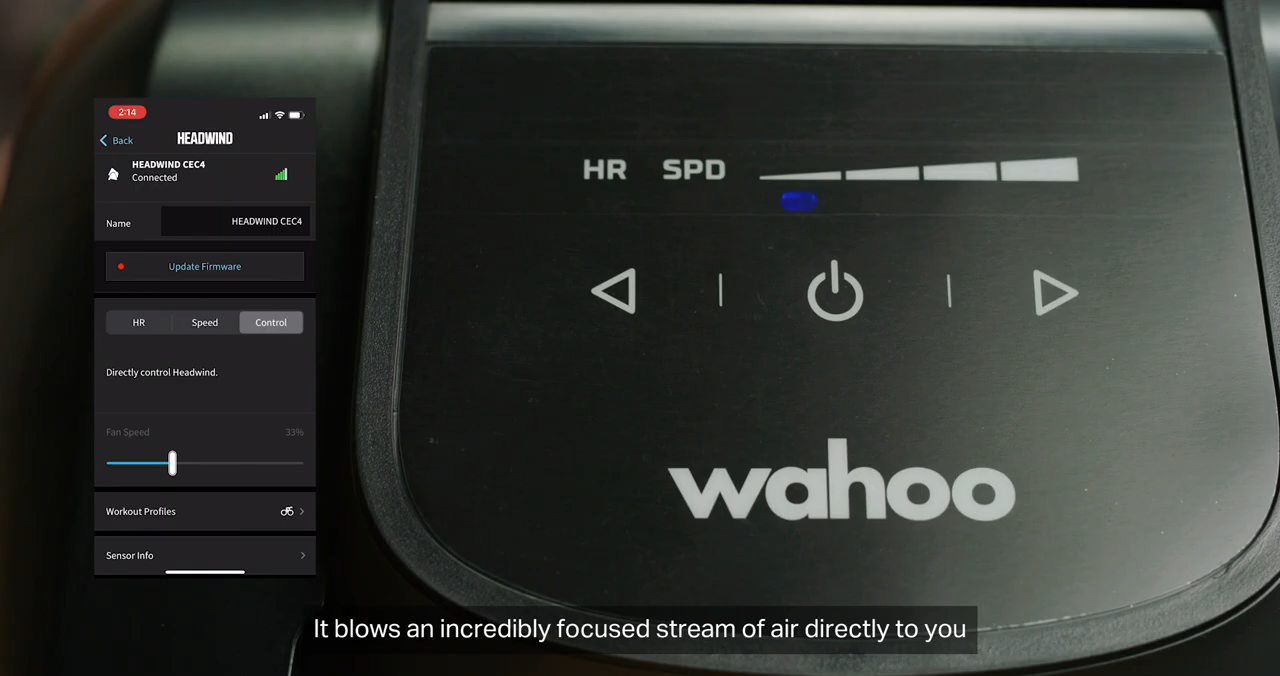 2:14
Back
HEADWIND
HEADWIND CEC4
Connected
Name
HEADWIND CEC4
Update Firmware
HR Speed Control
Directly control Headwind.
Fan Speed 33%
Workout Profiles
Sensor Info
HR SPD
wahoo
It blows an incredibly focused stream of air directly to you